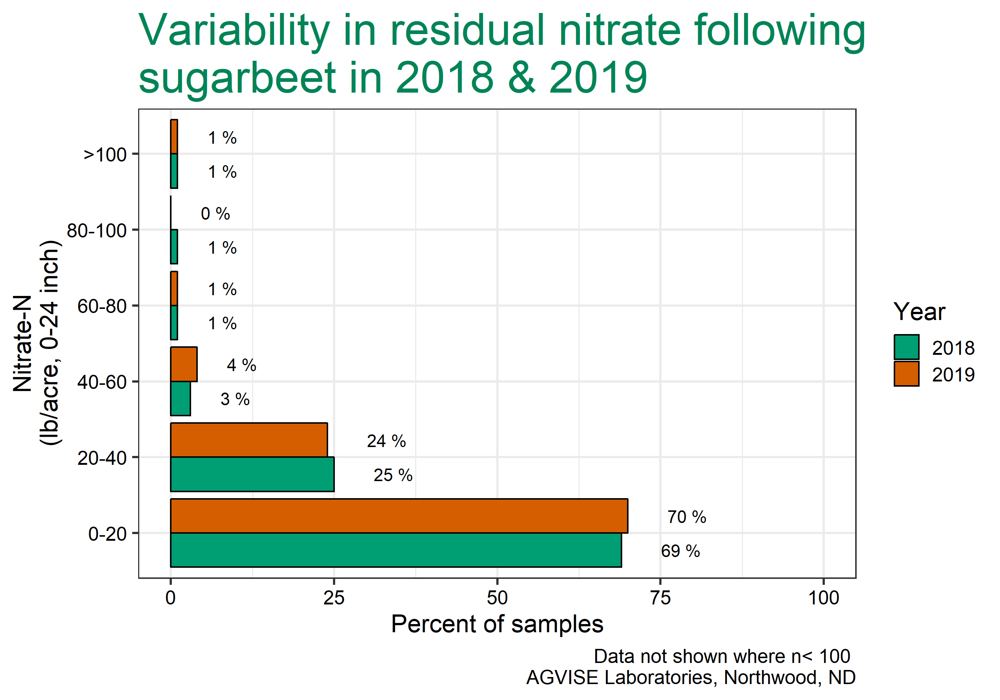 Variability in residual nitrate following
sugarbeet in 2018 & 2019
>100
1 %
1 %
80-100
0 %
1 %
60-80
1 %
1 %
40-60
4 %
3 %
20-40
24 %
25 %
0-20
70 %
69 %
Nitrate-N
(lb/acre, 0-24 inch)
0 25 50 75 100
Percent of samples
Year
2018
2019
Data not shown where n< 100
AGVISE Laboratories, Northwood, ND